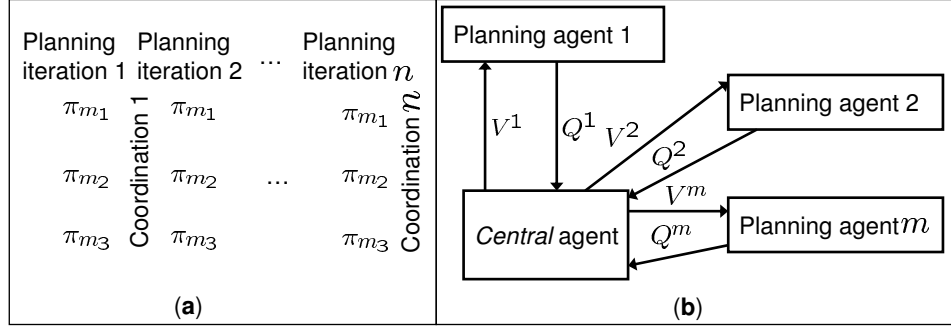 Planning iteration 1
Planning iteration 2
...
Planning iteration n
π_{m_1}
π_{m_1}
π_{m_1}
π_{m_2}
π_{m_2}
...
π_{m_2}
π_{m_3}
π_{m_3}
π_{m_3}
Coordination 1
Coordination n
(a)
Planning agent 1
V^1
Q^1
V^2
Q^2
Planning agent 2
Central agent
V^m
Q^m
Planning agent m
(b)